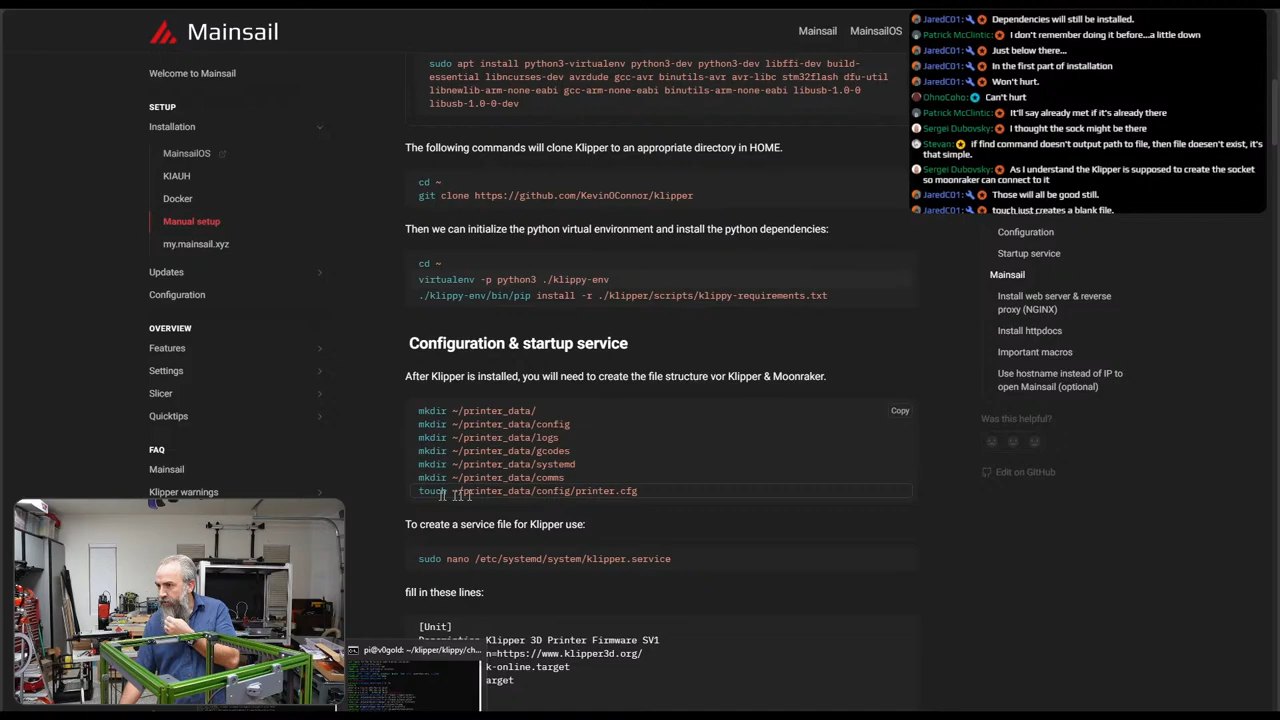 Mainsail
Mainsail
MainsailOS
Welcome to Mainsail
SETUP
Installation
MainsailOS
KIAUH
Docker
Manual setup
my.mainsail.xyz
Updates
Configuration
OVERVIEW
Features
Settings
Slicer
Quicktips
FAQ
Mainsail
Klipper warnings
sudo apt install python3-virtualenv python3-dev python3-dev libffi-dev build-
essential libncurses-dev avrdude gcc-avr binutils-avr avr-libc stm32flash dfu-util
libnewlib-arm-none-eabi gcc-arm-none-eabi binutils-arm-none-eabi libusb-1.0-0
libusb-1.0-0-dev
The following commands will clone Klipper to an appropriate directory in HOME.
cd ~
git clone https://github.com/KevinOConnor/klipper
Then we can initialize the python virtual environment and install the python dependencies:
cd ~
virtualenv -p python3 ./klippy-env
./klippy-env/bin/pip install -r ./klipper/scripts/klippy-requirements.txt
Configuration & startup service
After Klipper is installed, you will need to create the file structure vor Klipper & Moonraker.
Copy
mkdir ~/printer_data/
mkdir ~/printer_data/config
mkdir ~/printer_data/logs
mkdir ~/printer_data/gcodes
mkdir ~/printer_data/systemd
mkdir ~/printer_data/comms
touch ~/printer_data/config/printer.cfg
To create a service file for Klipper use:
sudo nano /etc/systemd/system/klipper.service
fill in these lines:
[Unit]
Klipper 3D Printer Firmware SV1
n=https://www.klipper3d.org/
k-online.target
arget
pi@v0gold: ~/klipper/klippy/ch...
JaredC01: Dependencies will still be installed.
Patrick McClintic: I don't remember doing it before...a little down
JaredC01: Just below there...
JaredC01: In the first part of installation
JaredC01: Won't hurt.
OhnoCoho: Can't hurt
Patrick McClintic: It'll say already met if it's already there
Sergei Dubovsky: I thought the sock might be there
Stevan: if find command doesn't output path to file, then file doesen't exist, it's
that simple.
Sergei Dubovsky: As I understand the Klipper is supposed to create the socket
so moonraker can connect to it
JaredC01: Those will all be good still.
JaredC01: touch just creates a blank file.
Configuration
Startup service
Mainsail
Install web server & reverse
proxy (NGINX)
Install httpdocs
Important macros
Use hostname instead of IP to
open Mainsail (optional)
Was this helpful?
Edit on GitHub